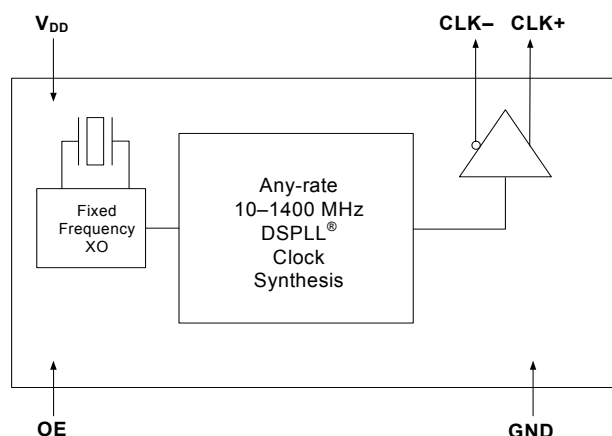 VDD
CLK– CLK+
Fixed
Frequency
XO
Any-rate
10–1400 MHz
DSPLL®
Clock
Synthesis
OE
GND